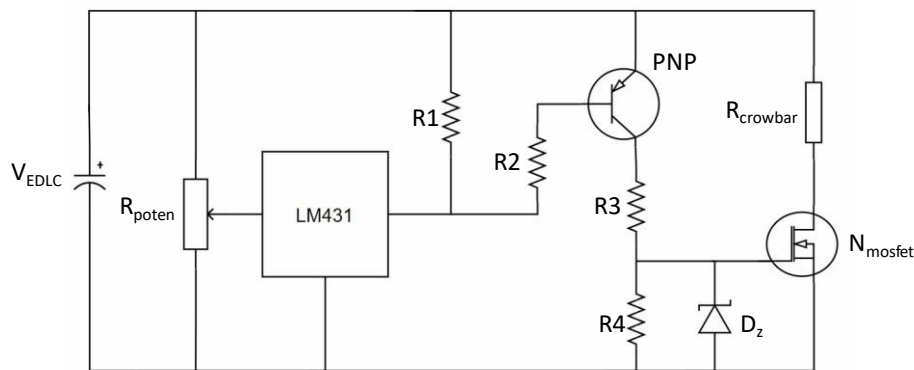 PNP
R1
R_crowbar
R2
V_EDLC
+
R_poten
LM431
R3
N_mosfet
R4
D_z